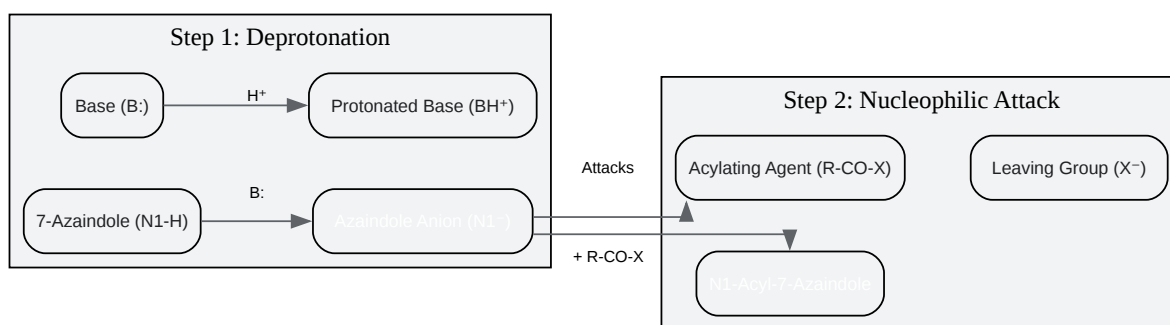 Step 1: Deprotonation
Base (B:)
H⁺
Protonated Base (BH⁺)
7-Azaindole (N1-H)
B:
Azaindole Anion (N1⁻)
Attacks
+ R-CO-X
Step 2: Nucleophilic Attack
Acylating Agent (R-CO-X)
Leaving Group (X⁻)
N1-Acyl-7-Azaindole